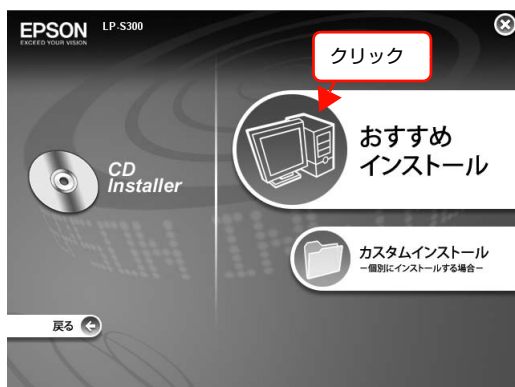 EPSON
EXCEED YOUR VISION
LP-S300
クリック
おすすめ
インストール
CD
Installer
カスタムインストール
－個別にインストールする場合－
戻る